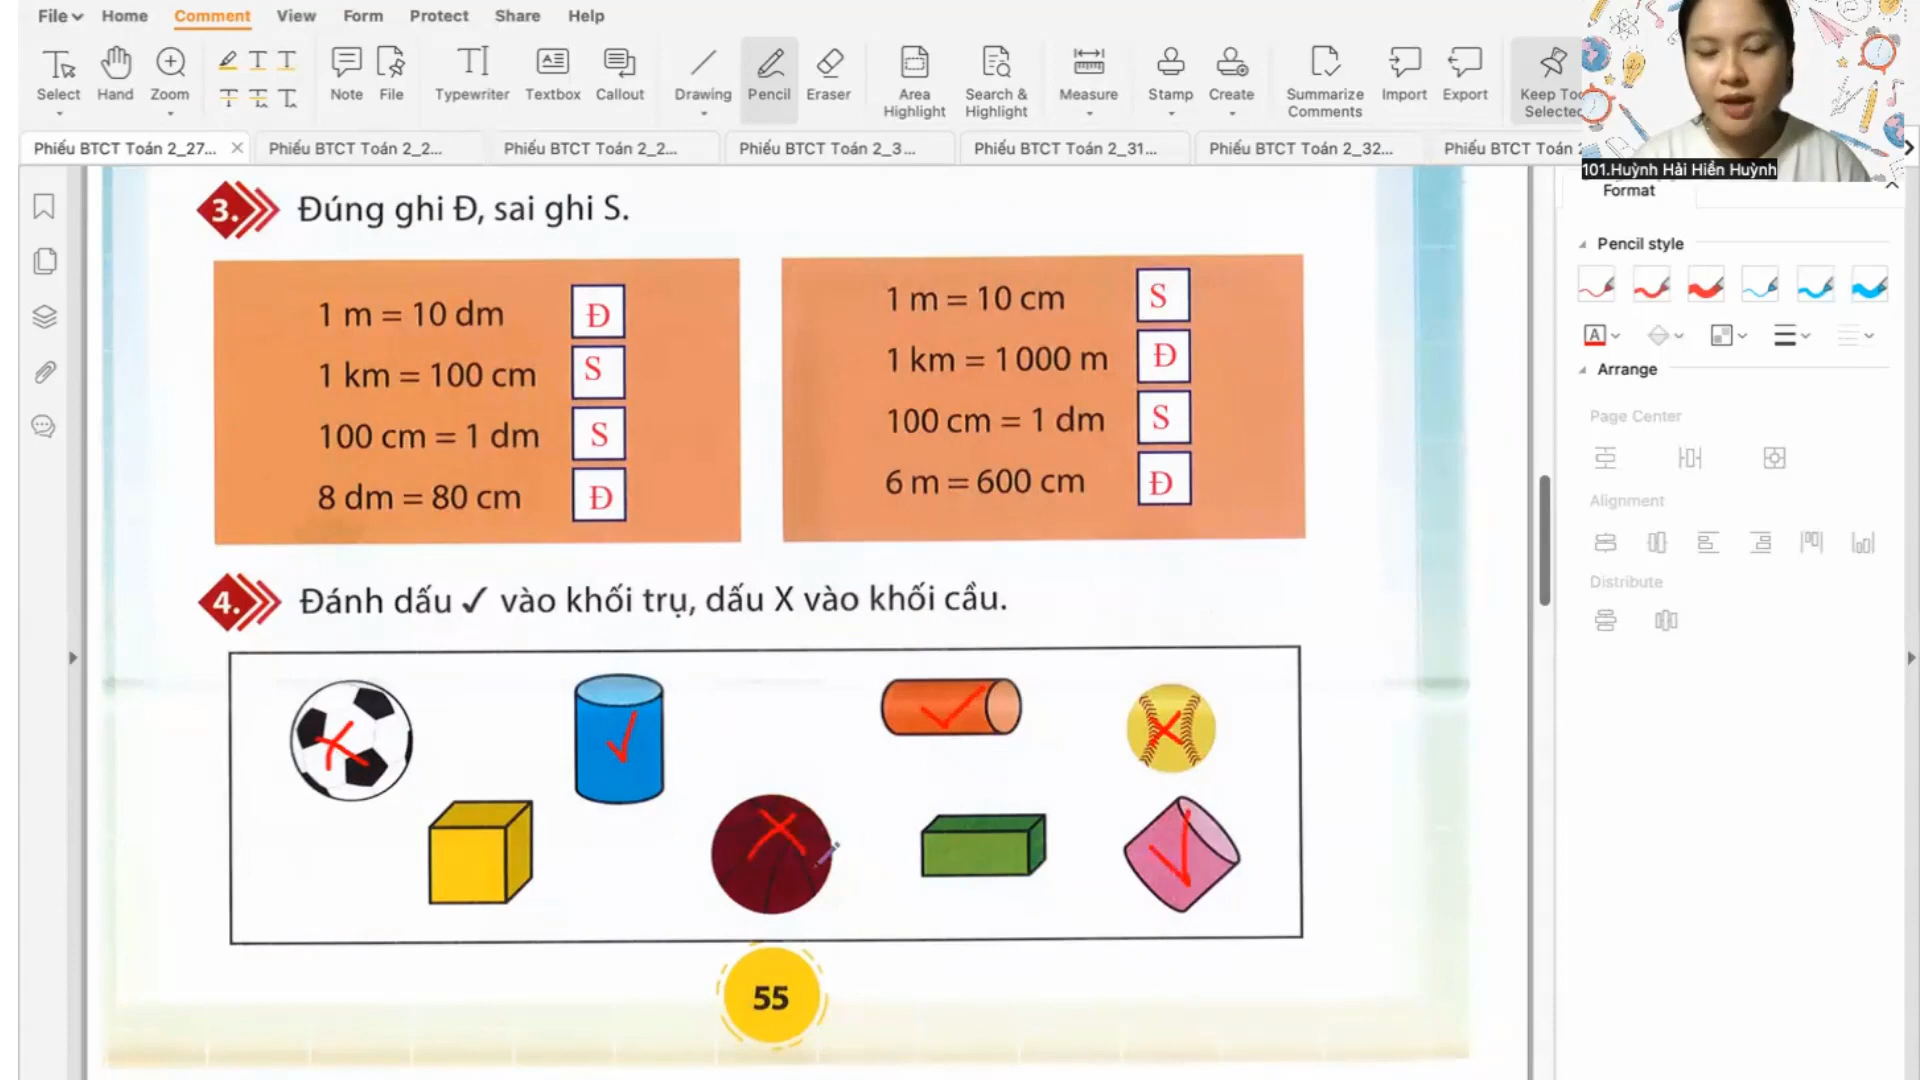 File Home Comment View Form Protect Share Help
Select Hand Zoom Note File Typewriter Textbox Callout Drawing Pencil Eraser Area Highlight Search & Highlight Measure Stamp Create Summarize Comments Import Export Keep Selected
Phiếu BTCT Toán 2_27... Phiếu BTCT Toán 2_2... Phiếu BTCT Toán 2_2... Phiếu BTCT Toán 2_3... Phiếu BTCT Toán 2_31... Phiếu BTCT Toán 2_32... Phiếu BTCT Toán
101.Huỳnh Hải Hiền Huỳnh
3. Đúng ghi Đ, sai ghi S.
1 m = 10 dm Đ
1 km = 100 cm S
100 cm = 1 dm S
8 dm = 80 cm Đ
1 m = 10 cm S
1 km = 1 000 m Đ
100 cm = 1 dm S
6 m = 600 cm Đ
4. Đánh dấu ✓ vào khối trụ, dấu X vào khối cầu.
55
Format
Pencil style
A
Arrange
Page Center
Alignment
Distribute